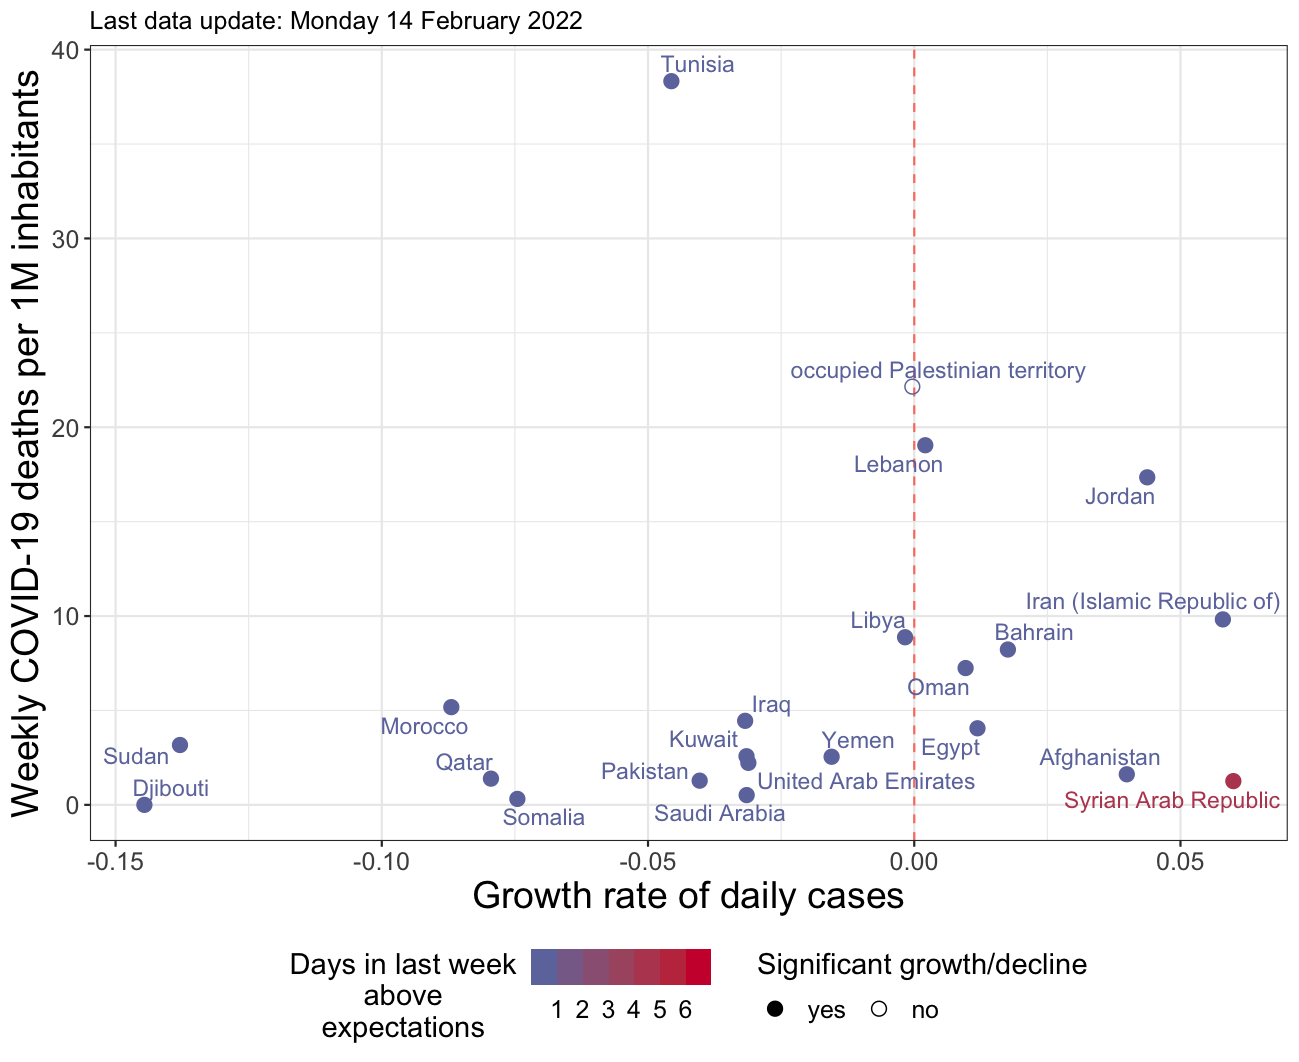 Last data update: Monday 14 February 2022
Weekly COVID-19 deaths per 1M inhabitants
40
30
20
10
0
Tunisia
occupied Palestinian territory
Lebanon
Jordan
Iran (Islamic Republic of)
Libya
Bahrain
Oman
Iraq
Morocco
Kuwait
Yemen
Egypt
Sudan
Qatar
Pakistan
Afghanistan
Djibouti
United Arab Emirates
Somalia
Saudi Arabia
Syrian Arab Republic
-0.15
-0.10
-0.05
0.00
0.05
Growth rate of daily cases
Days in last week
above
expectations
1 2 3 4 5 6
Significant growth/decline
yes
no